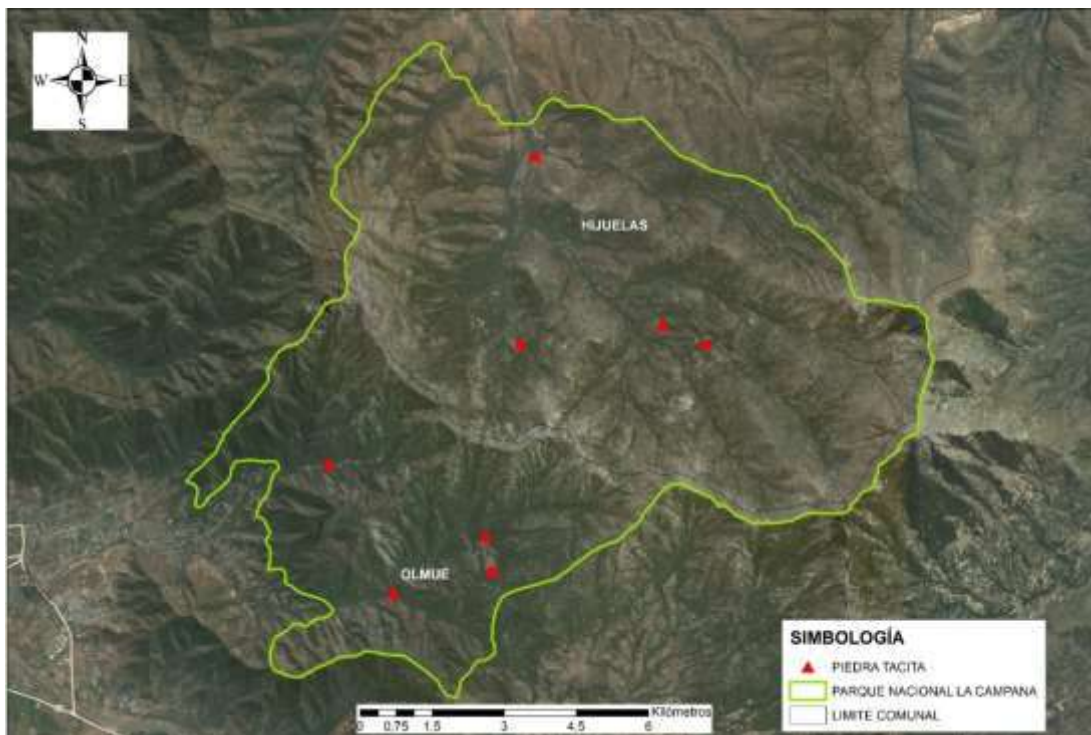 N
W E
S
HIJUELAS
OLMUE
SIMBOLOGÍA
PIEDRA TACITA
PARQUE NACIONAL LA CAMPANA
LIMITE COMUNAL
Kilómetros
0 0.75 1.5 3 4.5 6